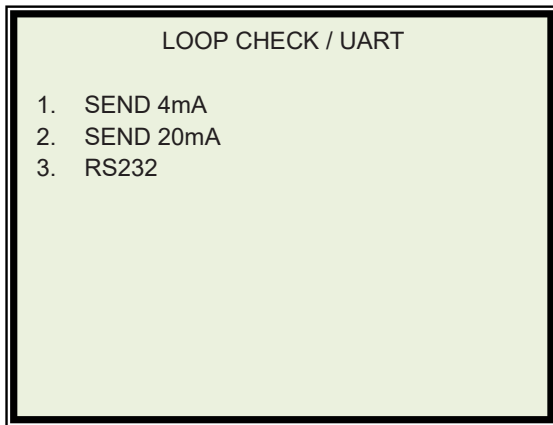 LOOP CHECK / UART
1. SEND 4mA
2. SEND 20mA
3. RS232